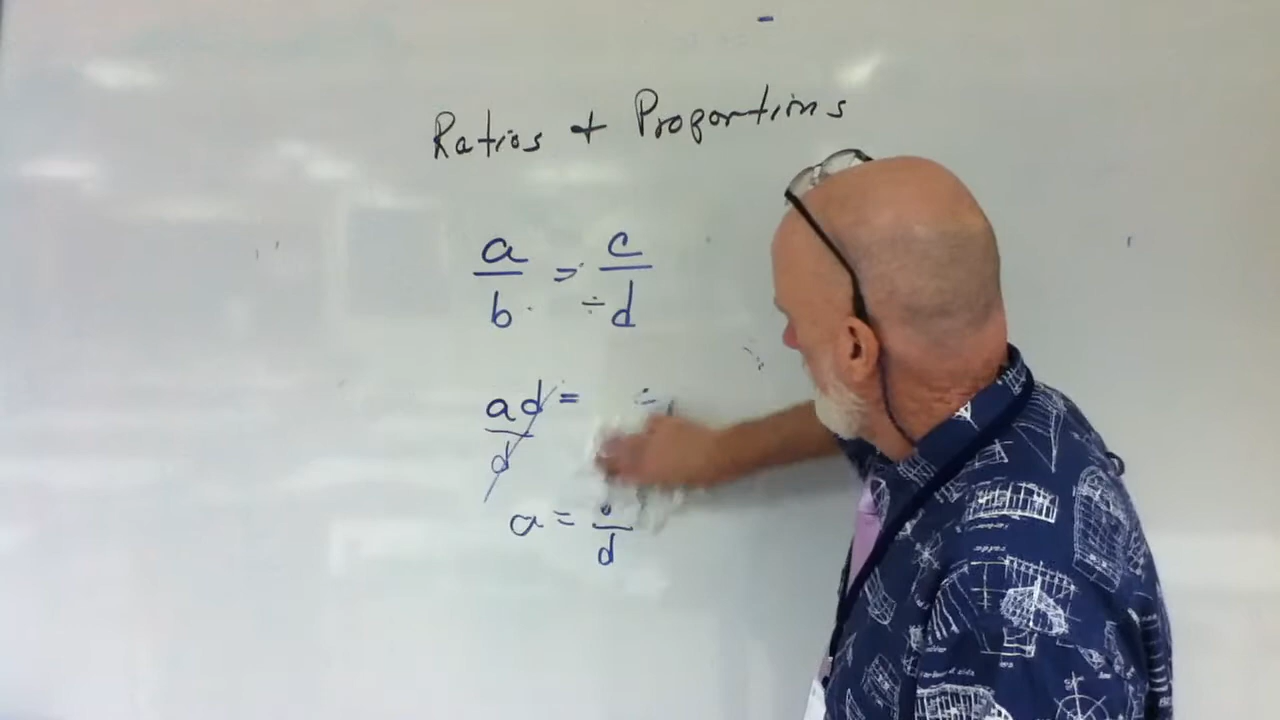 Ratios + Proportions
a/b = c/÷d
ad/d =
a = /d